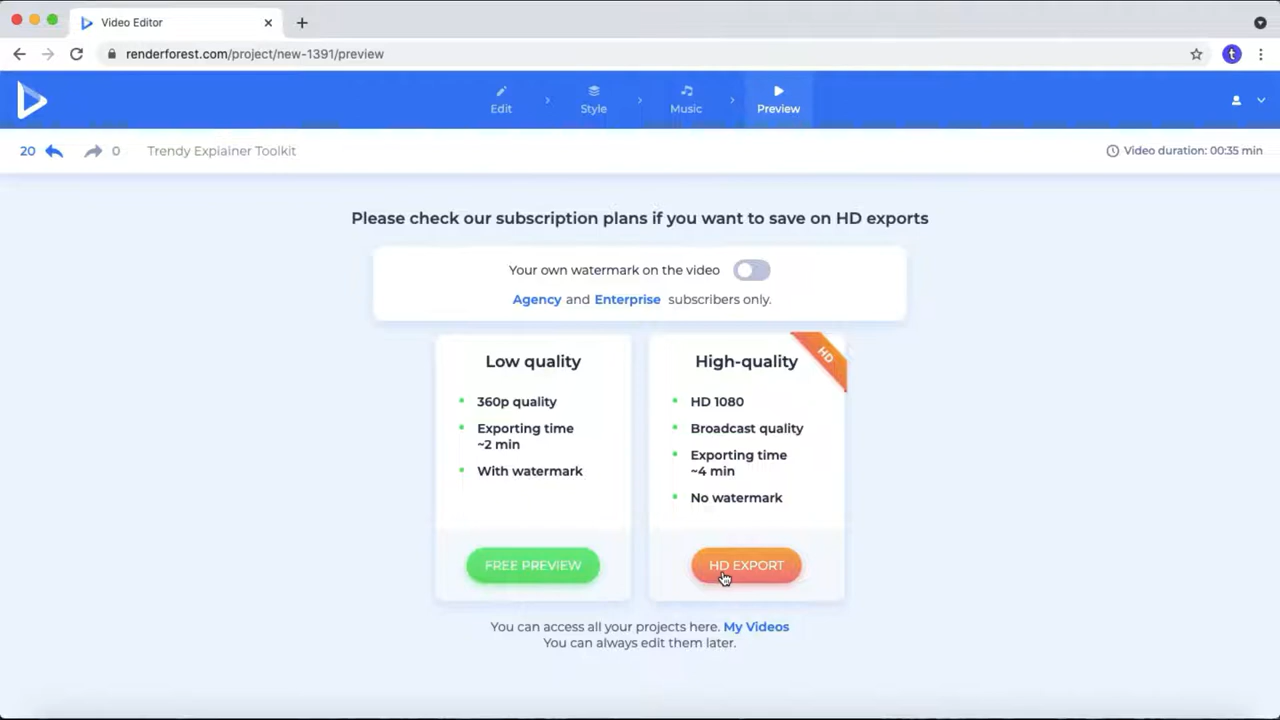 Video Editor
renderforest.com/project/new-1391/preview
t
Edit
Style
Music
Preview
20
0
Trendy Explainer Toolkit
Video duration: 00:35 min
Please check our subscription plans if you want to save on HD exports
Your own watermark on the video
Agency and Enterprise subscribers only.
Low quality
360p quality
Exporting time
~2 min
With watermark
FREE PREVIEW
High-quality
HD
HD 1080
Broadcast quality
Exporting time
~4 min
No watermark
HD EXPORT
You can access all your projects here. My Videos
You can always edit them later.